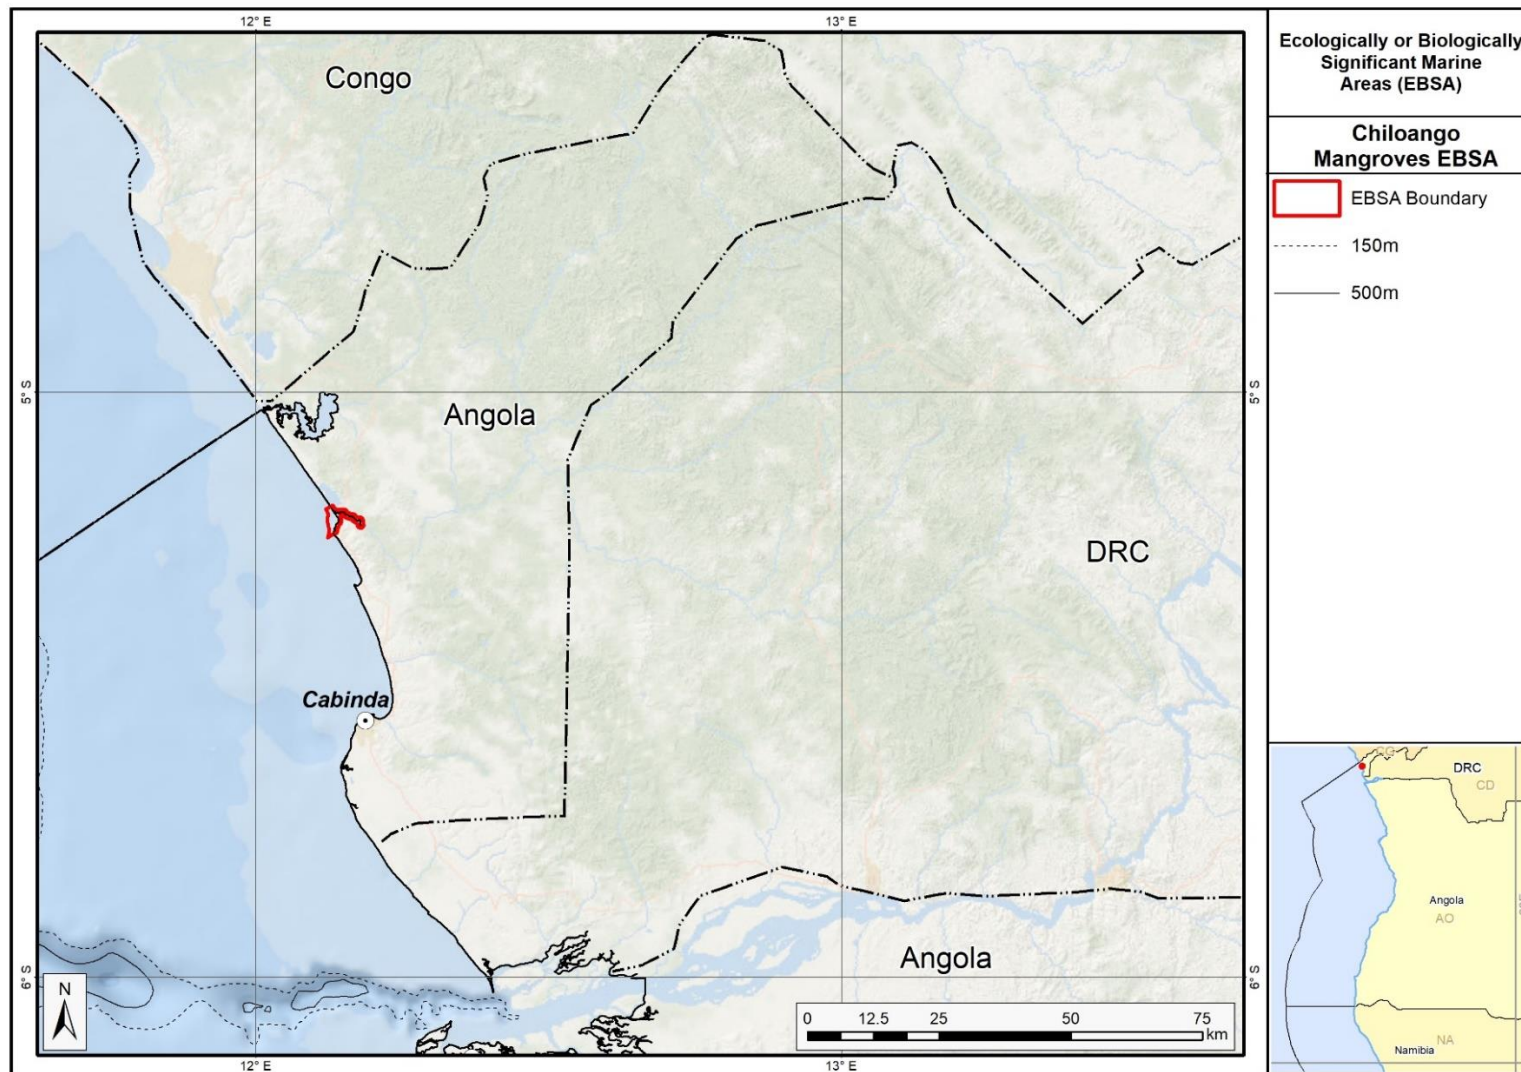 12° E
13° E
Congo
Angola
DRC
Cabinda
Angola
5° S
5° S
6° S
6° S
N
0 12.5 25 50 75
km
12° E
13° E
Ecologically or Biologically
Significant Marine
Areas (EBSA)
Chiloango
Mangroves EBSA
EBSA Boundary
150m
500m
CG
DRC
CD
Angola
AO
NA
Namibia